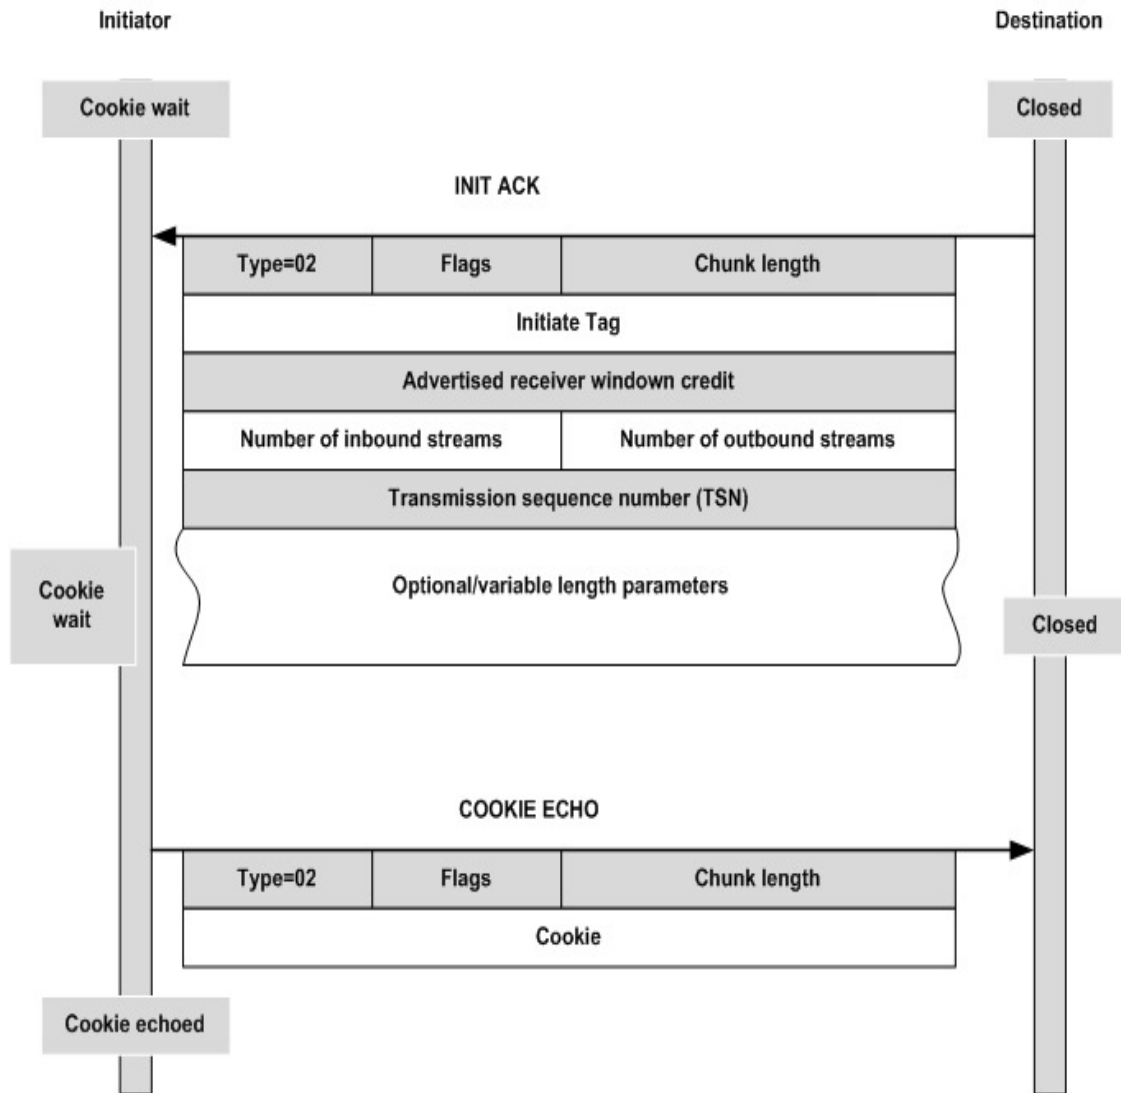 Initiator
Destination
Cookie wait
Closed
INIT ACK
Type=02
Flags
Chunk length
Initiate Tag
Advertised receiver windown credit
Number of inbound streams
Number of outbound streams
Transmission sequence number (TSN)
Optional/variable length parameters
Cookie
wait
Closed
COOKIE ECHO
Type=02
Flags
Chunk length
Cookie
Cookie echoed